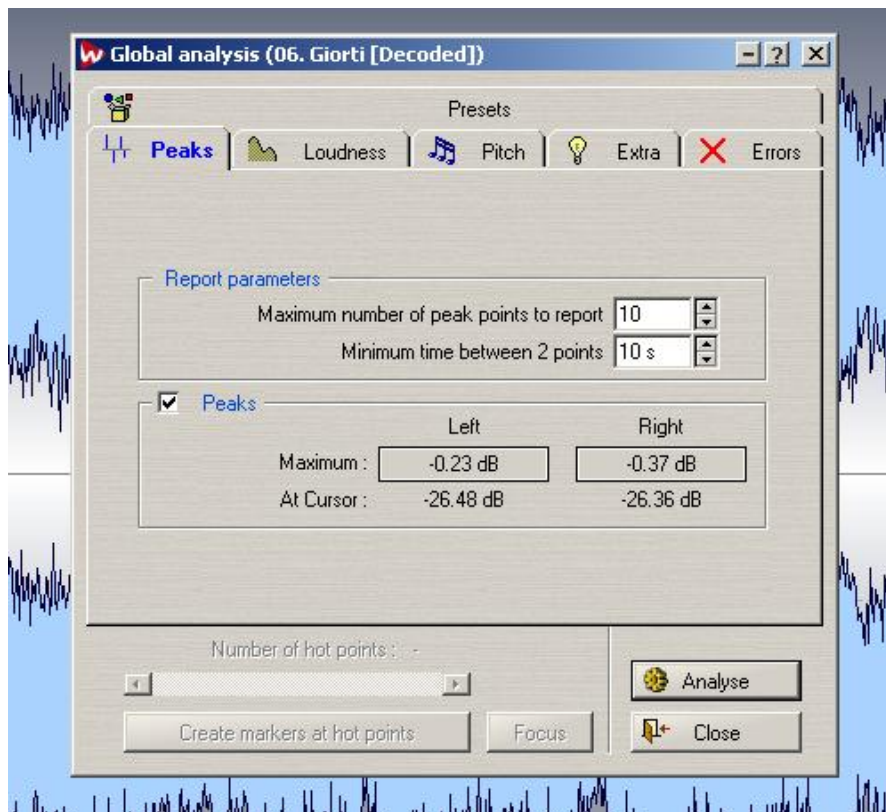 Global analysis (06. Giorti [Decoded])
Presets
Peaks Loudness Pitch Extra Errors
Report parameters
Maximum number of peak points to report 10
Minimum time between 2 points 10 s
Peaks
Left Right
Maximum : -0.23 dB -0.37 dB
At Cursor : -26.48 dB -26.36 dB
Number of hot points : -
Analyse
Create markers at hot points Focus Close